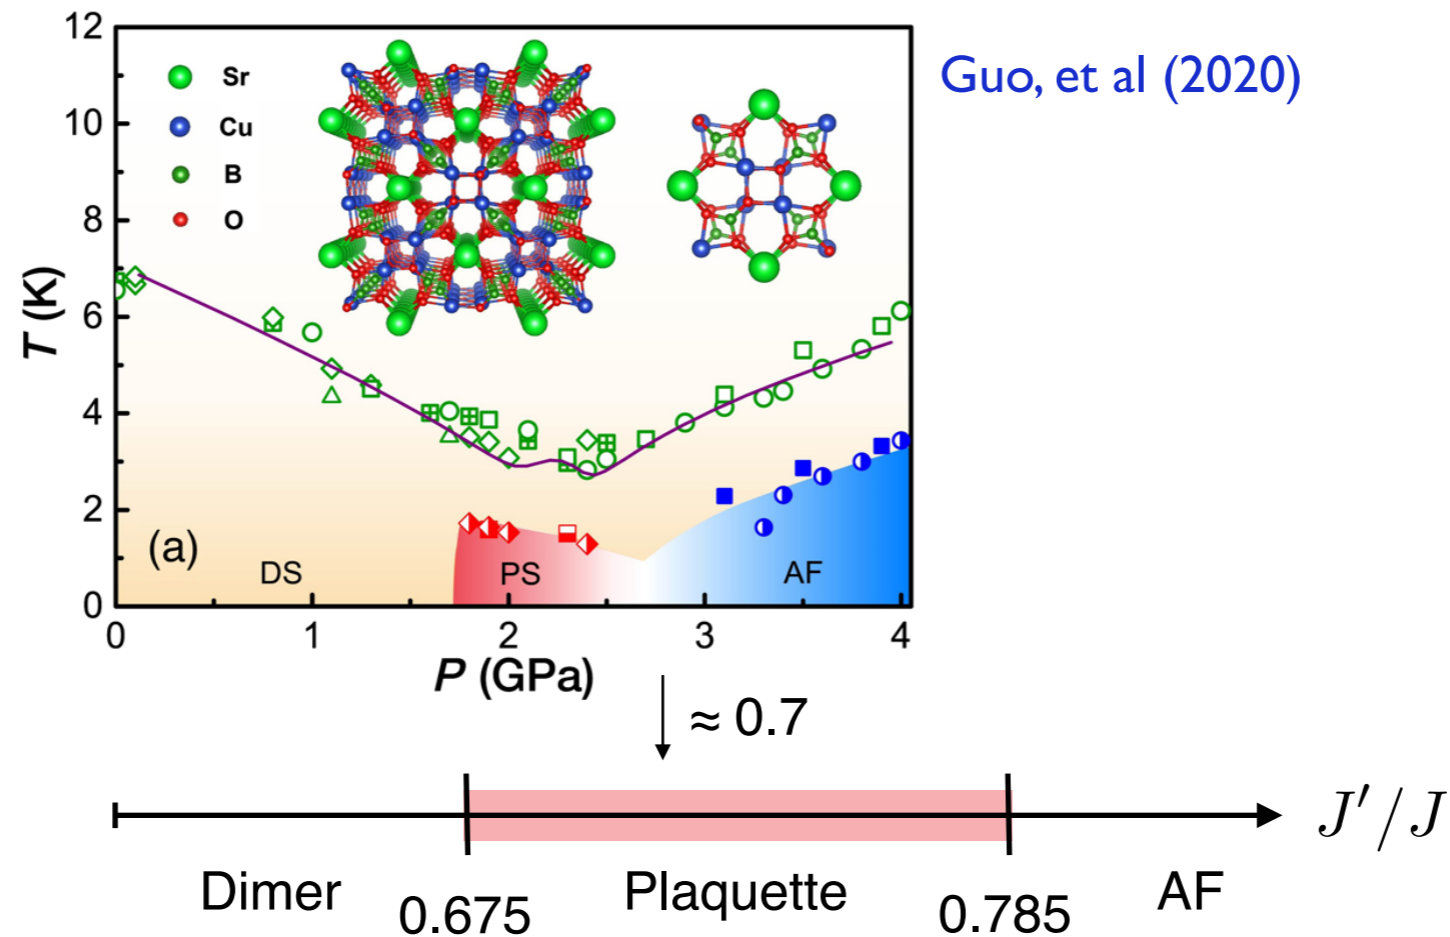 Guo, et al (2020)
T (K)
12
10
8
6
4
2
0
Sr
Cu
B
O
(a)
DS
PS
AF
0 1 2 3 4
P (GPa)
≈ 0.7
J′/J
Dimer
0.675
Plaquette
0.785
AF